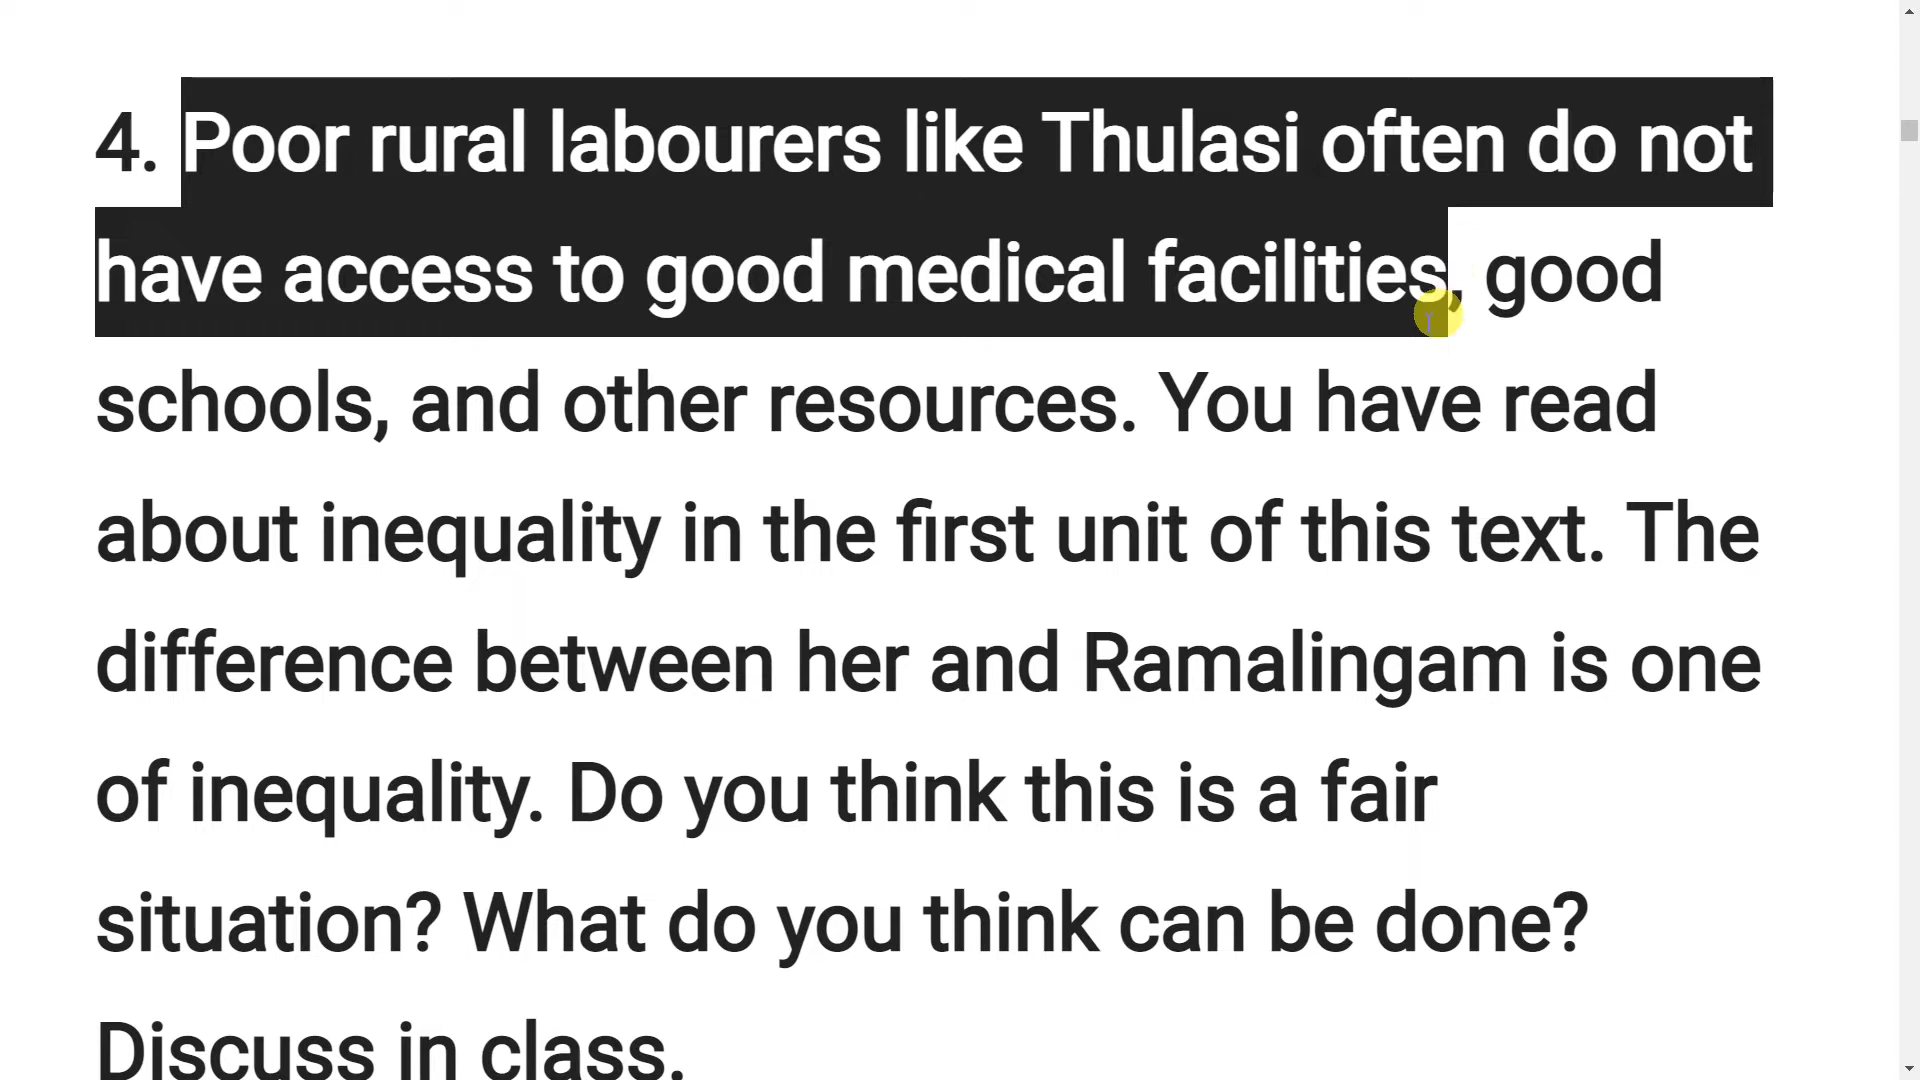 4. Poor rural labourers like Thulasi often do not
have access to good medical facilities, good
schools, and other resources. You have read
about inequality in the first unit of this text. The
difference between her and Ramalingam is one
of inequality. Do you think this is a fair
situation? What do you think can be done?
Discuss in class.